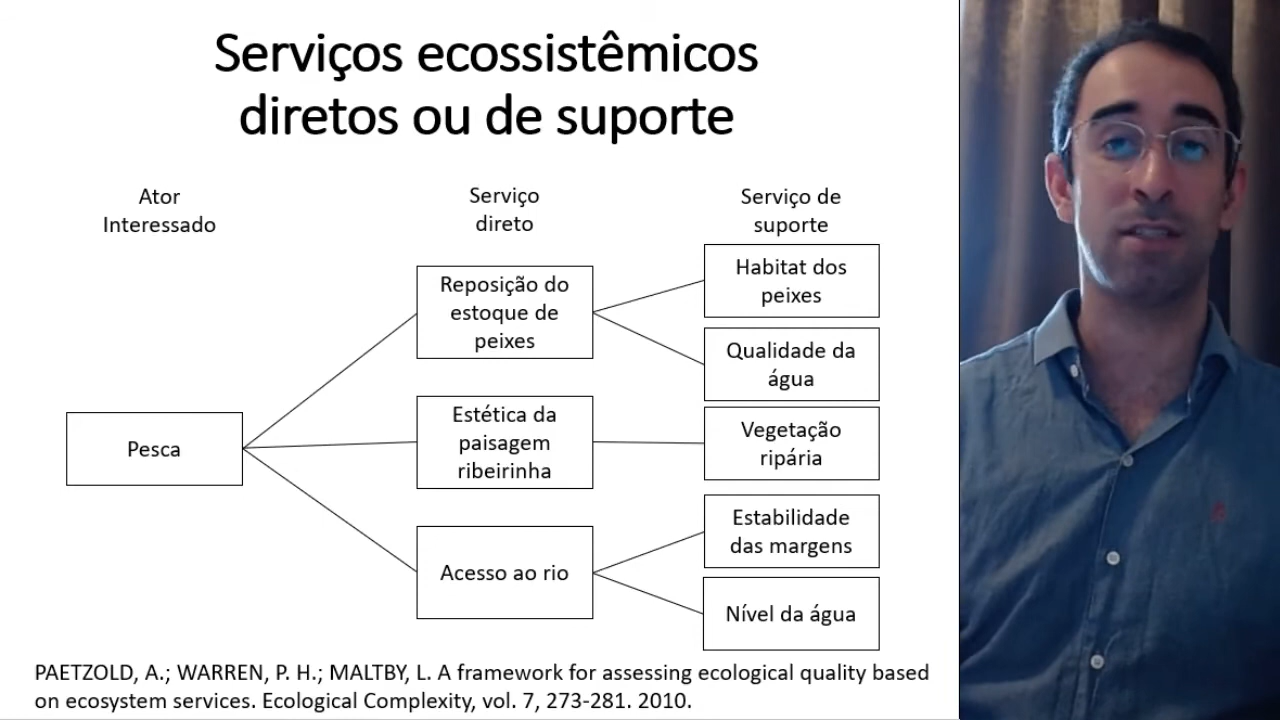 Serviços ecossistêmicos
diretos ou de suporte
Ator
Interessado
Serviço
direto
Serviço de
suporte
Pesca
Reposição do
estoque de
peixes
Estética da
paisagem
ribeirinha
Acesso ao rio
Habitat dos
peixes
Qualidade da
água
Vegetação
ripária
Estabilidade
das margens
Nível da água
PAETZOLD, A.; WARREN, P. H.; MALTBY, L. A framework for assessing ecological quality based
on ecosystem services. Ecological Complexity, vol. 7, 273-281. 2010.